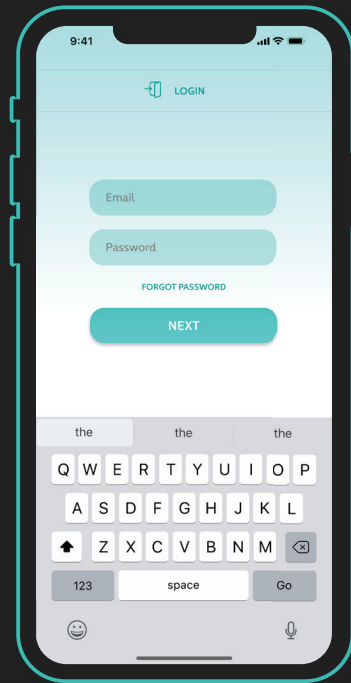 9:41
LOGIN
Email
Password
FORGOT PASSWORD
NEXT
the the the
Q W E R T Y U I O P
A S D F G H J K L
Z X C V B N M
123 space Go